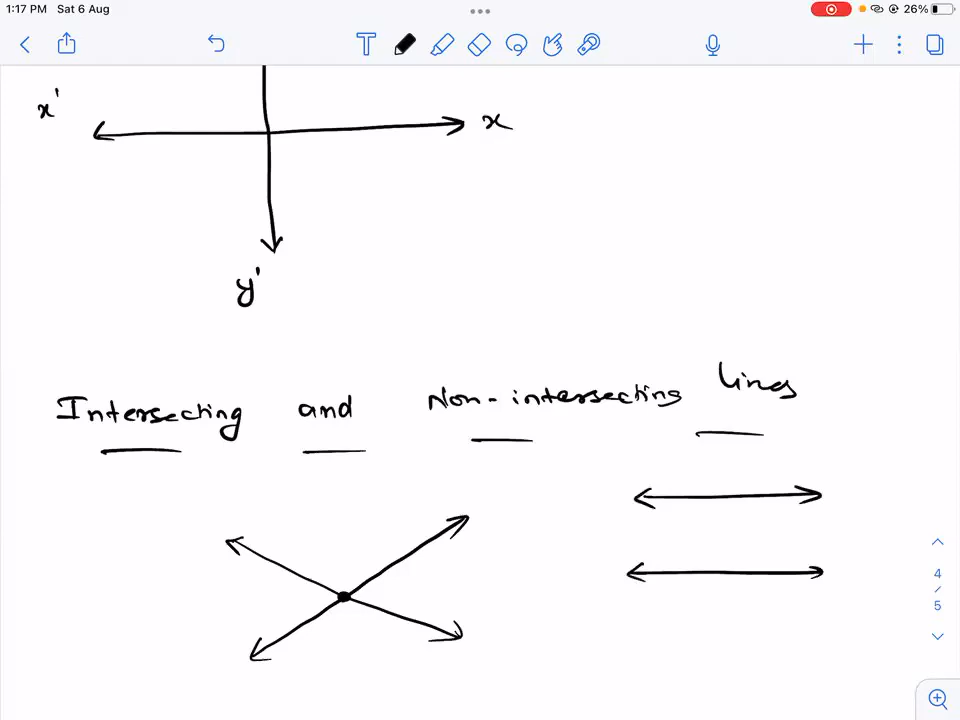 1:17 PM Sat 6 Aug 26%
x' x
y'
Intersecting and Non-intersecting lines
4
/
5